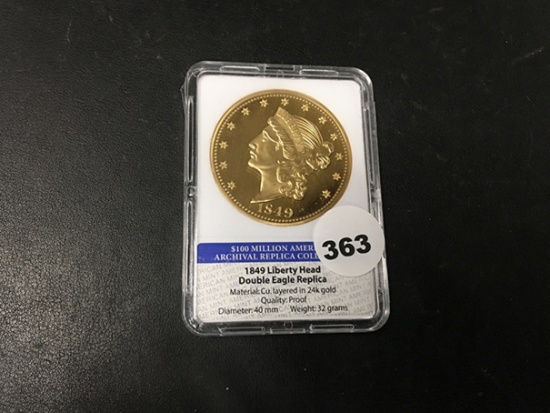 1849
$100 MILLION AMERI
ARCHIVAL REPLICA COLL
363
1849 Liberty Head
Double Eagle Replica
Material: Cu, layered in 24k gold
Quality: Proof
Diameter: 40 mm Weight: 32 grams